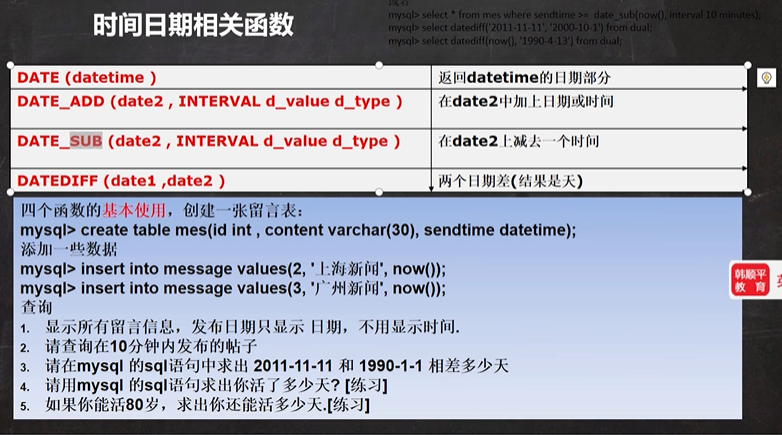 时间日期相关函数
mysql> select * from mes where sendtime >= date_sub(now(), interval 10 minutes);
mysql> select datediff('2011-11-11', '2000-10-1') from dual;
mysql> select datediff(now(), '1990-4-13') from dual;
DATE (datetime ) 返回datetime的日期部分
DATE_ADD (date2 , INTERVAL d_value d_type ) 在date2中加上日期或时间
DATE_SUB (date2 , INTERVAL d_value d_type ) 在date2上减去一个时间
DATEDIFF (date1 ,date2 ) 两个日期差(结果是天)
四个函数的基本使用，创建一张留言表：
mysql> create table mes(id int , content varchar(30), sendtime datetime);
添加一些数据
mysql> insert into message values(2, '上海新闻', now());
mysql> insert into message values(3, '广州新闻', now());
查询
1. 显示所有留言信息，发布日期只显示 日期，不用显示时间.
2. 请查询在10分钟内发布的帖子
3. 请在mysql 的sql语句中求出 2011-11-11 和 1990-1-1 相差多少天
4. 请用mysql 的sql语句求出你活了多少天? [练习]
5. 如果你能活80岁，求出你还能活多少天.[练习]
韩顺平
教 育